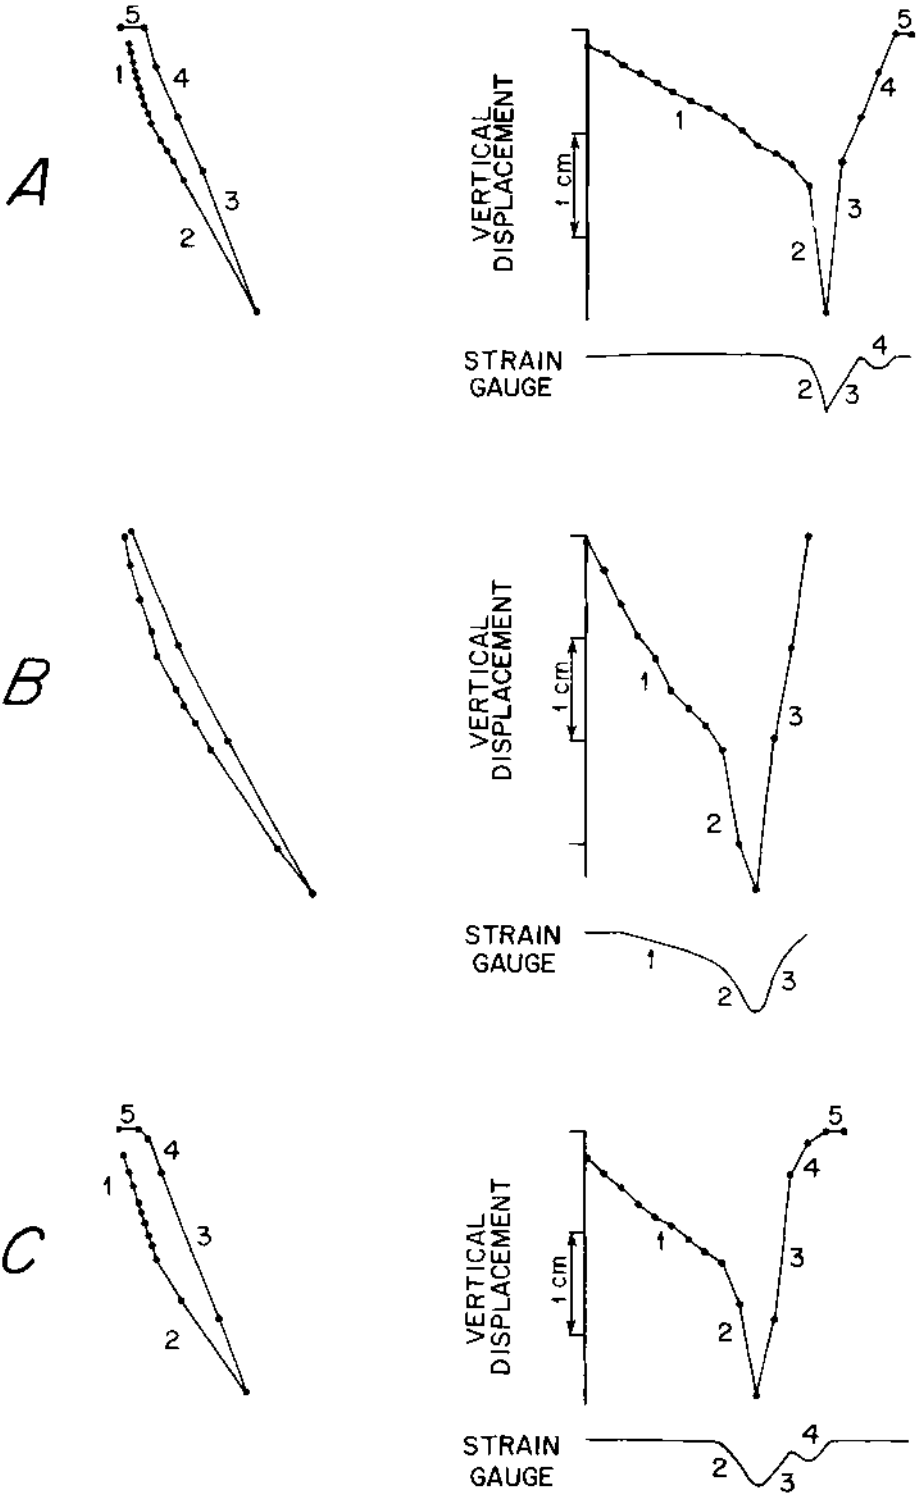 A
5
1
4
3
2
VERTICAL
DISPLACEMENT
1 cm
1
2
3
4
5
STRAIN
GAUGE
2
3
4
B
VERTICAL
DISPLACEMENT
1 cm
1
2
3
STRAIN
GAUGE
1
2
3
C
5
4
1
3
2
VERTICAL
DISPLACEMENT
1 cm
1
2
3
4
5
STRAIN
GAUGE
2
3
4